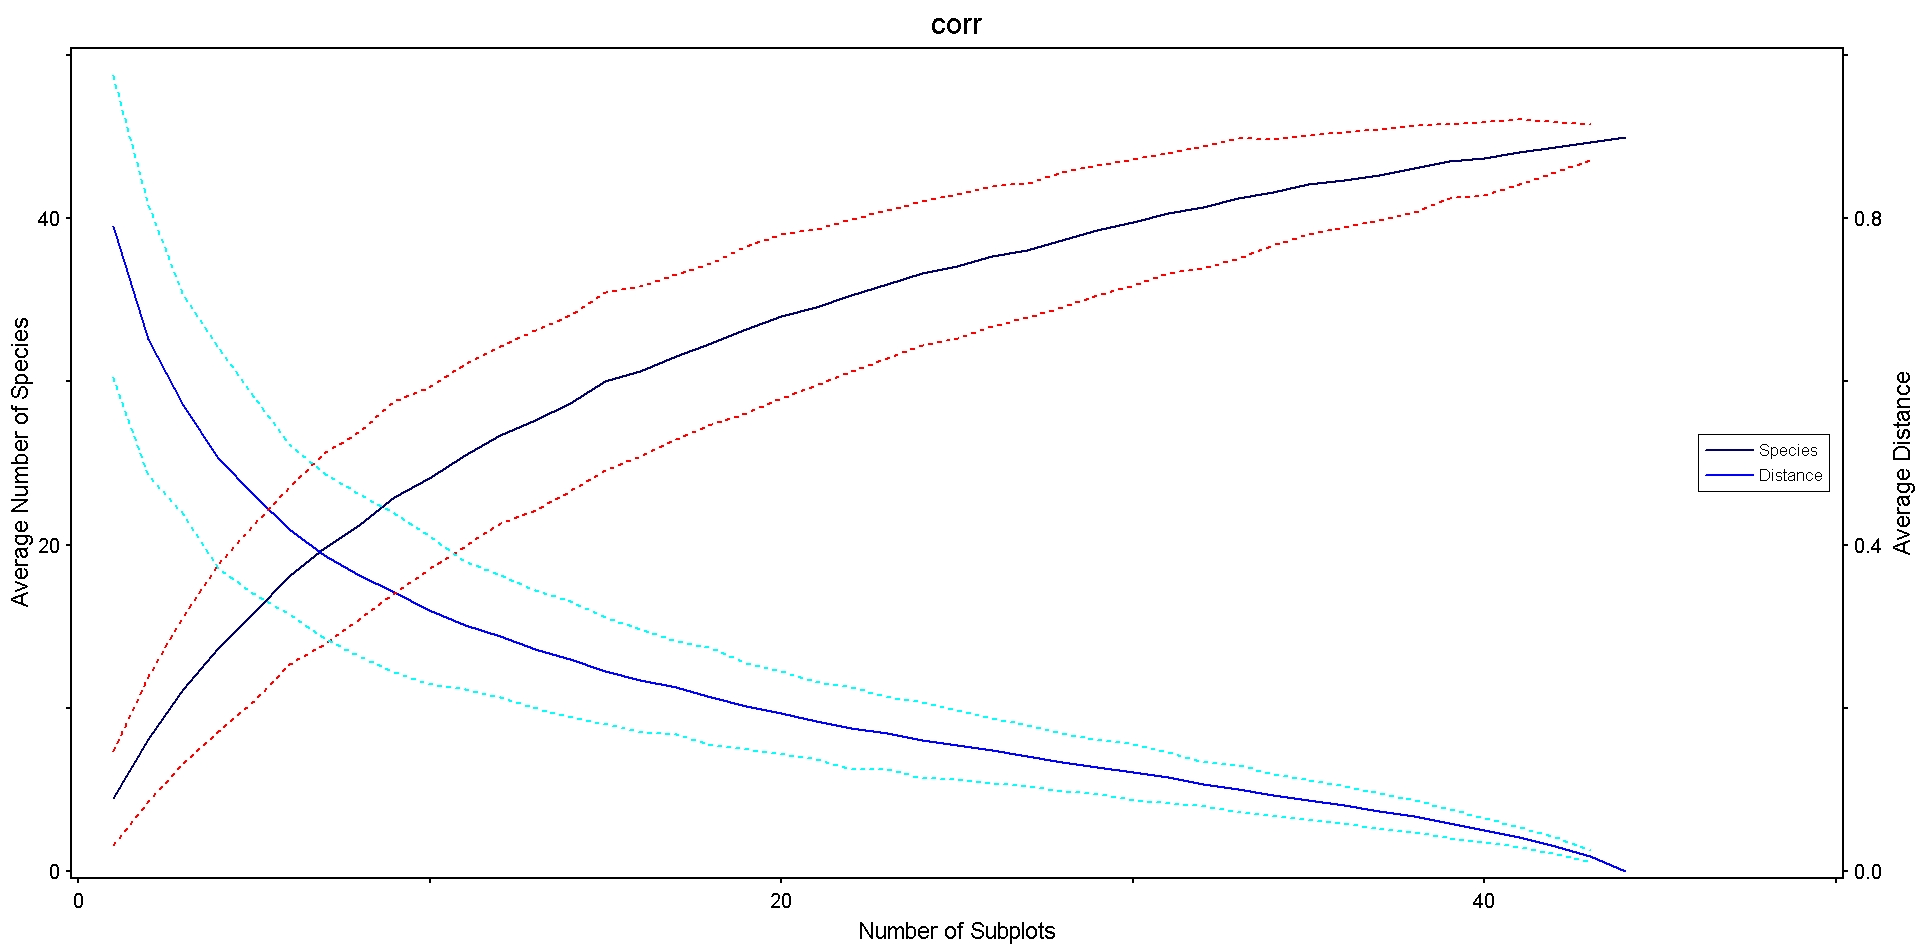 corr
Average Number of Species
40
20
0
0.8
0.4
0.0
Average Distance
Species
Distance
0
20
40
Number of Subplots